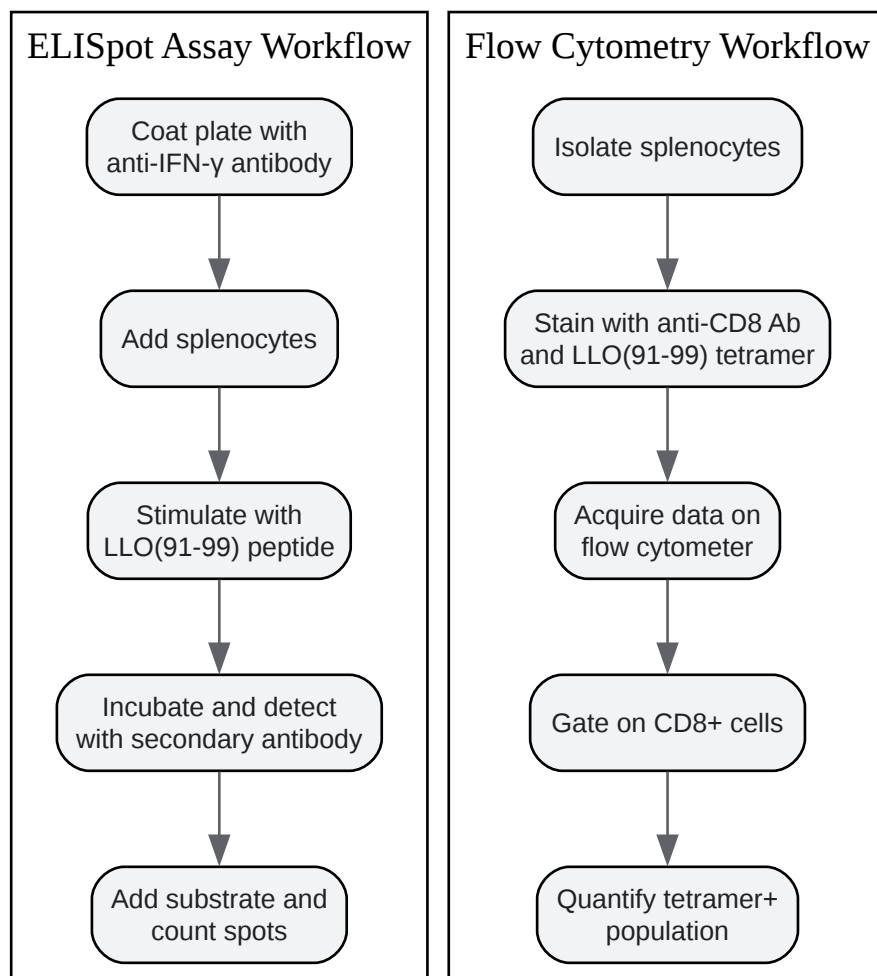 ELISpot Assay Workflow
Coat plate with
anti-IFN-γ antibody
Add splenocytes
Stimulate with
LLO(91-99) peptide
Incubate and detect
with secondary antibody
Add substrate and
count spots
Flow Cytometry Workflow
Isolate splenocytes
Stain with anti-CD8 Ab
and LLO(91-99) tetramer
Acquire data on
flow cytometer
Gate on CD8+ cells
Quantify tetramer+
population